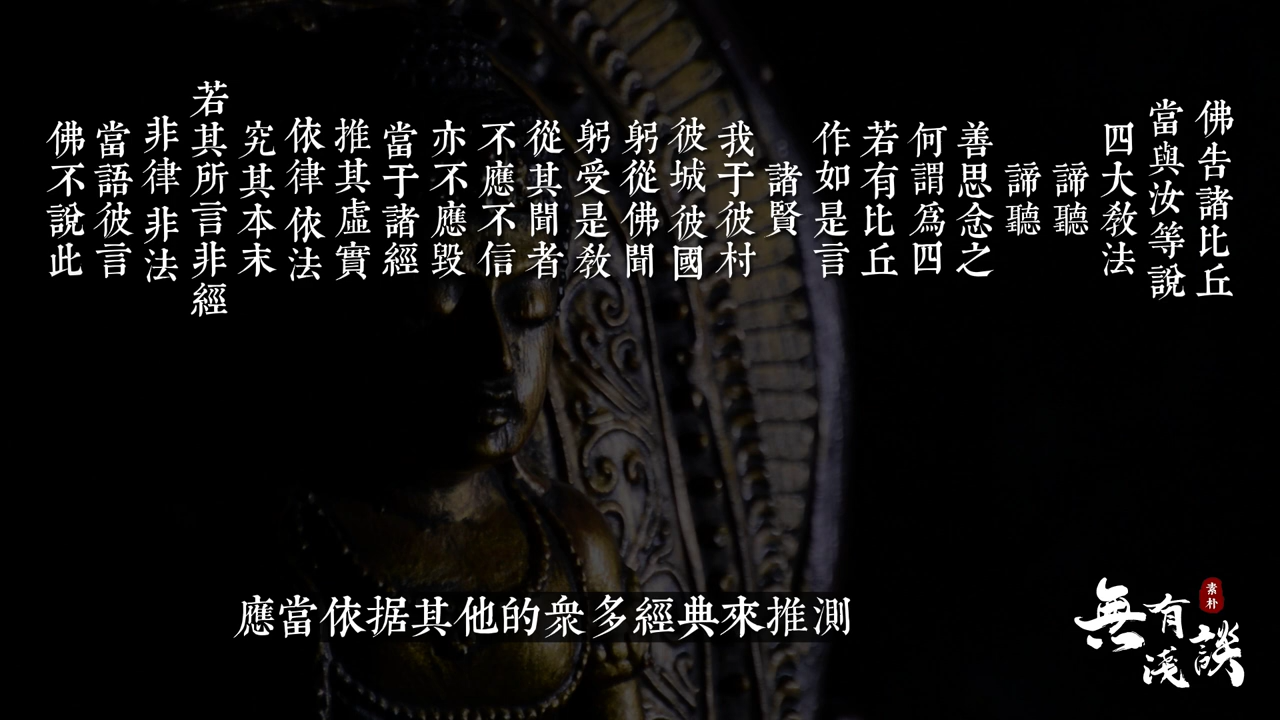 佛告諸比丘
當與汝等說
四大教法
諦聽
諦聽
善思念之
何謂為四
若有比丘
作如是言
諸賢
我于彼村
彼城 彼國
躬從佛聞
躬受是教
從其聞者
不應不信
亦不應毀
當于諸經
推其虛實
依律 依法
究其本末
若其所言非經
非律 非法
當語彼言
佛不說此
應當依据其他的衆多經典來推測
無有淺談
素朴